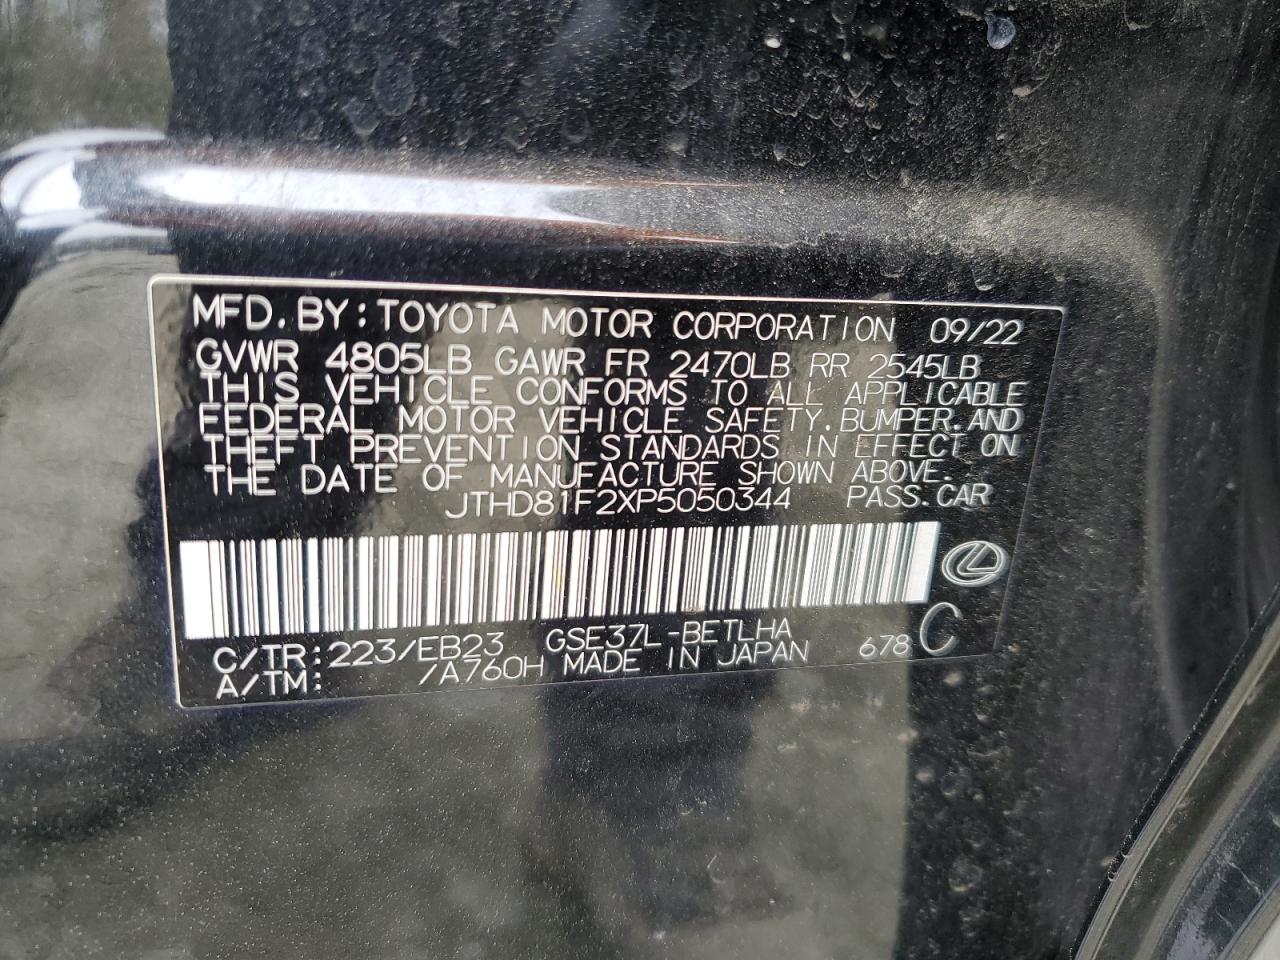 MFD. BY: TOYOTA MOTOR CORPORATION 09/22
GVWR 4805LB GAWR FR 2470LB RR 2545LB
THIS VEHICLE CONFORMS TO ALL APPLICABLE
FEDERAL MOTOR VEHICLE SAFETY, BUMPER, AND
THEFT PREVENTION STANDARDS IN EFFECT ON
THE DATE OF MANUFACTURE SHOWN ABOVE.
JTHD81F2XP5050344 PASS. CAR
C/TR: 223/EB23 GSE37L-BETLHA
A/TM: /A760H MADE IN JAPAN 678 C